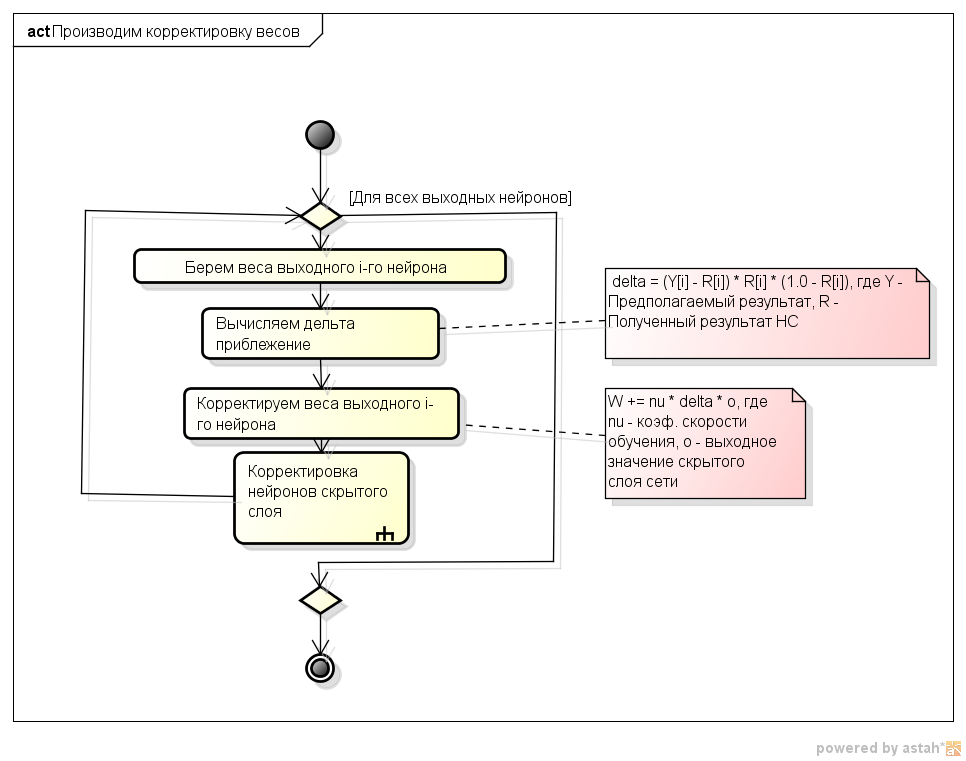 act Производим корректировку весов
[Для всех выходных нейронов]
Берем веса выходного i-го нейрона
Вычисляем дельта
приблежение
delta = (Y[i] - R[i]) * R[i] * (1.0 - R[i]), где Y -
Предполагаемый результат, R -
Полученный результат НС
Корректируем веса выходного i-
го нейрона
W += nu * delta * o, где
nu - коэф. скорости
обучения, о - выходное
значение скрытого
слоя сети
Корректировка
нейронов скрытого
слоя
powered by astah*